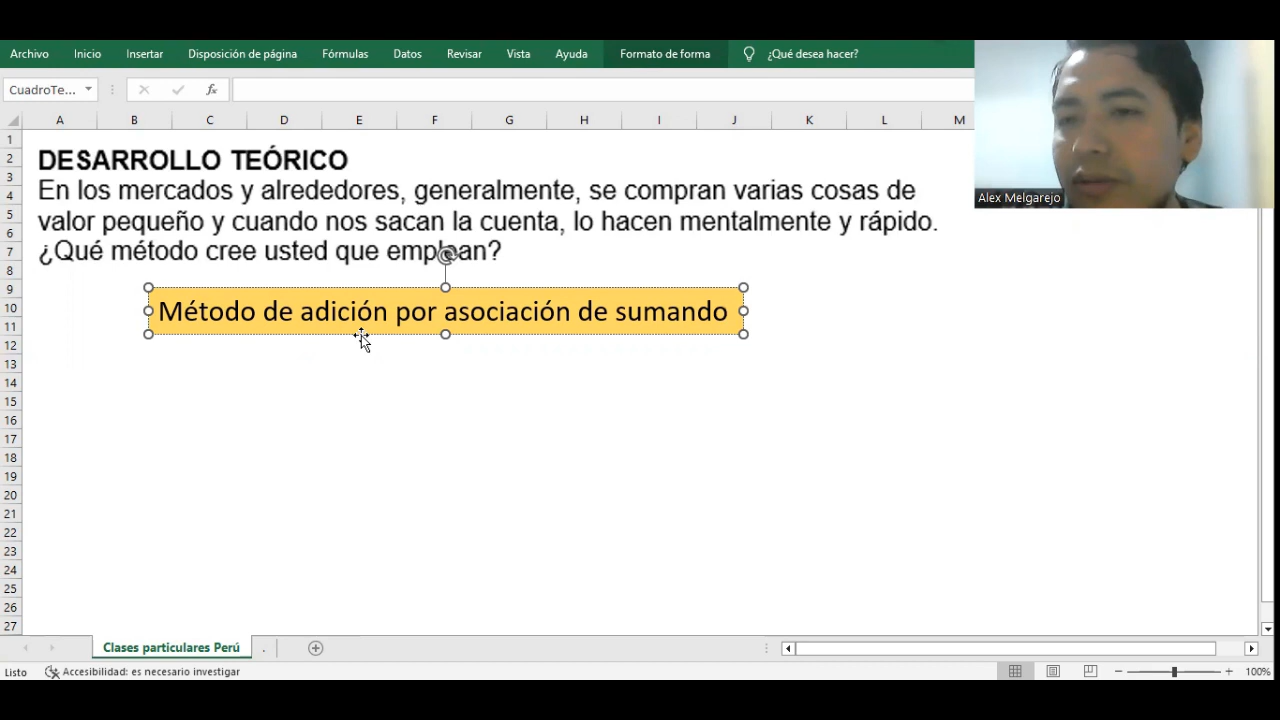 Archivo Inicio Insertar Disposición de página Fórmulas Datos Revisar Vista Ayuda Formato de forma ¿Qué desea hacer?
CuadroTe... fx
A B C D E F G H I J K L M
Alex Melgarejo
1
2
3
4
5
6
7
8
9
10
11
12
13
14
15
16
17
18
19
20
21
22
23
24
25
26
27
DESARROLLO TEÓRICO
En los mercados y alrededores, generalmente, se compran varias cosas de
valor pequeño y cuando nos sacan la cuenta, lo hacen mentalmente y rápido.
¿Qué método cree usted que emplean?
Método de adición por asociación de sumando
Clases particulares Perú .
Listo Accesibilidad: es necesario investigar 100%